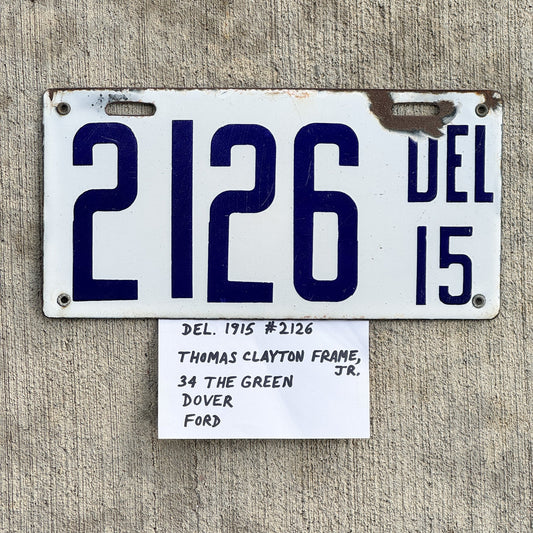 2126 DEL
15
DEL. 1915 #2126
THOMAS CLAYTON FRAME,
JR.
34 THE GREEN
DOVER
FORD